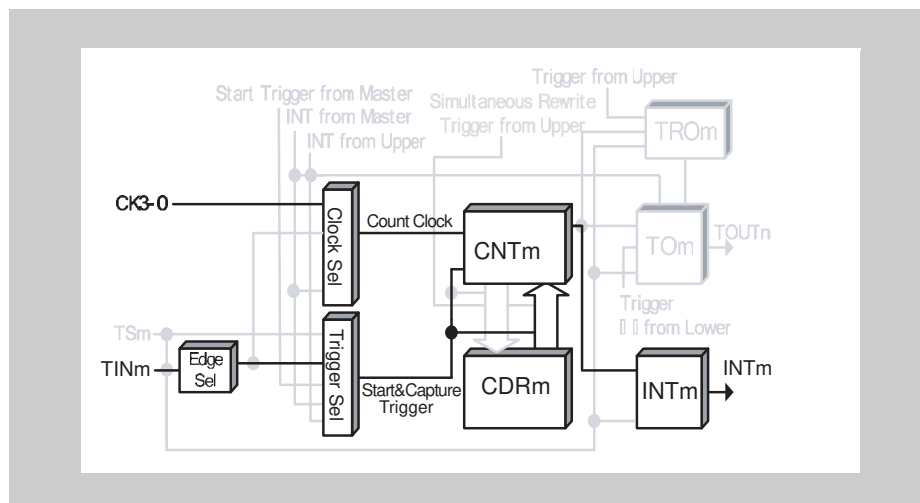 Trigger from Upper
Start Trigger from Master
Simultaneous Rewrite
INT from Master
Trigger from Upper
INT from Upper
TROm
CK3-0
Clock Sel
Count Clock
CNTm
TOm
TOUTn
Trigger
from Lower
TSm
TINm
Edge
Sel
Trigger Sel
Start&Capture
Trigger
CDRm
INTm
INTm